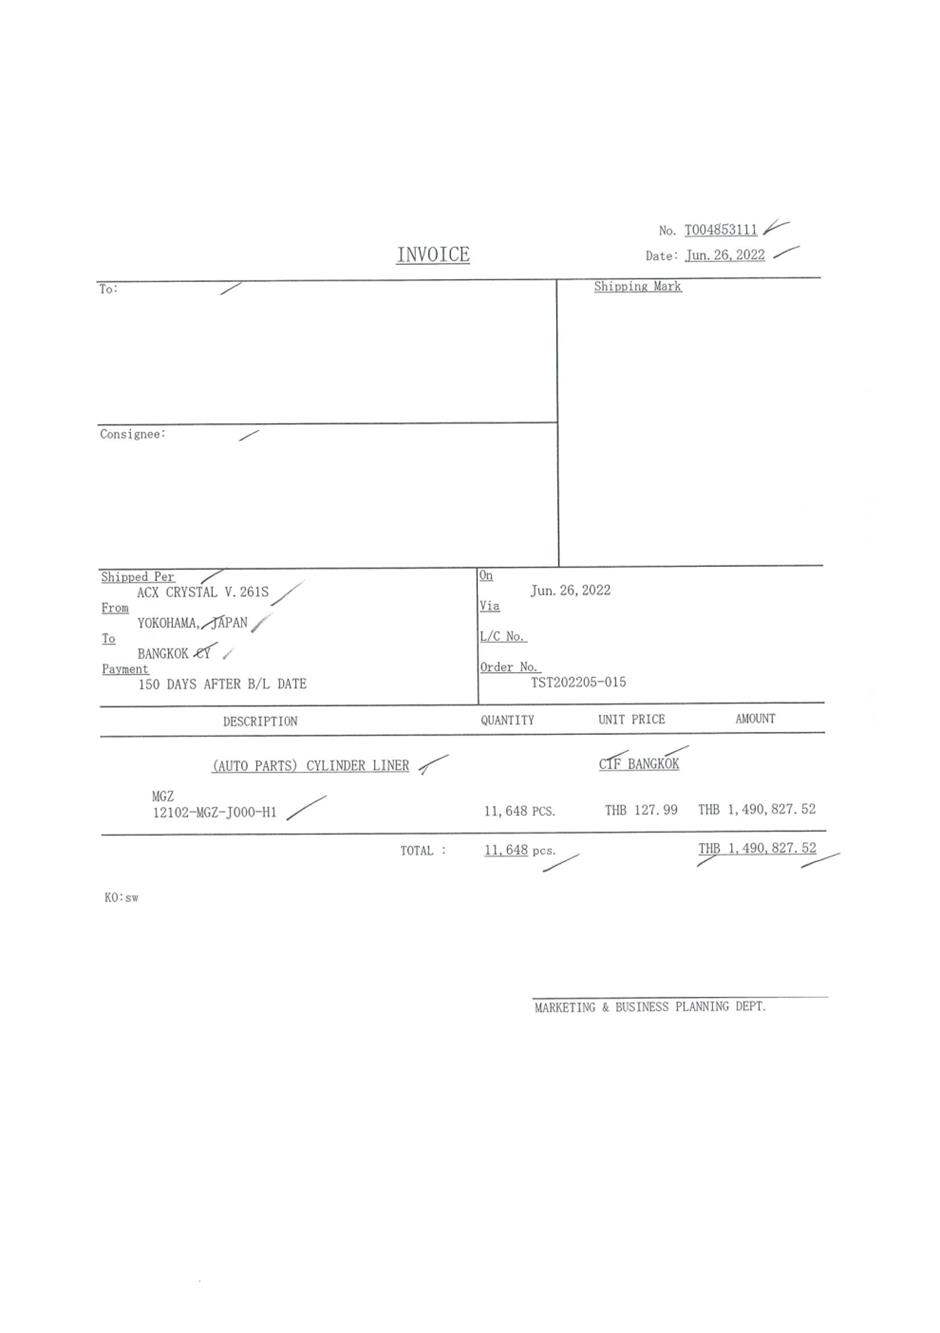 No. T004853111
INVOICE
Date: Jun. 26, 2022
To:
Shipping Mark
Consignee:
Shipped Per
ACX CRYSTAL V. 261S
From
YOKOHAMA, JAPAN
To
BANGKOK CY
Payment
150 DAYS AFTER B/L DATE
On
Jun. 26, 2022
Via
L/C No.
Order No.
TST202205-015
DESCRIPTION QUANTITY UNIT PRICE AMOUNT
(AUTO PARTS) CYLINDER LINER CIF BANGKOK
MGZ
12102-MGZ-J000-H1 11,648 PCS. THB 127.99 THB 1,490,827.52
TOTAL : 11,648 pcs. THB 1,490,827.52
KO:sw
MARKETING & BUSINESS PLANNING DEPT.